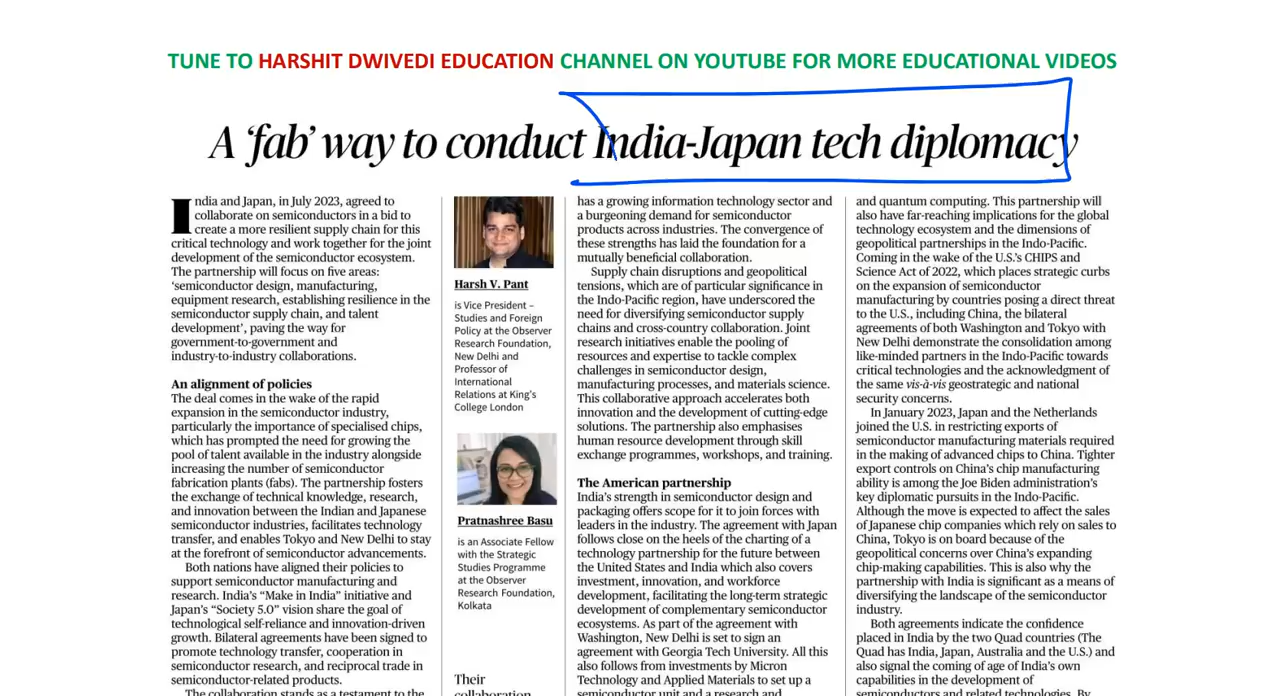 TUNE TO HARSHIT DWIVEDI EDUCATION CHANNEL ON YOUTUBE FOR MORE EDUCATIONAL VIDEOS
A ‘fab’ way to conduct India-Japan tech diplomacy
India and Japan, in July 2023, agreed to
collaborate on semiconductors in a bid to
create a more resilient supply chain for this
critical technology and work together for the joint
development of the semiconductor ecosystem.
The partnership will focus on five areas:
‘semiconductor design, manufacturing,
equipment research, establishing resilience in the
semiconductor supply chain, and talent
development’, paving the way for
government-to-government and
industry-to-industry collaborations.
An alignment of policies
The deal comes in the wake of the rapid
expansion in the semiconductor industry,
particularly the importance of specialised chips,
which has prompted the need for growing the
pool of talent available in the industry alongside
increasing the number of semiconductor
fabrication plants (fabs). The partnership fosters
the exchange of technical knowledge, research,
and innovation between the Indian and Japanese
semiconductor industries, facilitates technology
transfer, and enables Tokyo and New Delhi to stay
at the forefront of semiconductor advancements.
Both nations have aligned their policies to
support semiconductor manufacturing and
research. India’s “Make in India” initiative and
Japan’s “Society 5.0” vision share the goal of
technological self-reliance and innovation-driven
growth. Bilateral agreements have been signed to
promote technology transfer, cooperation in
semiconductor research, and reciprocal trade in
semiconductor-related products.
The collaboration stands as a testament to the
Harsh V. Pant
is Vice President –
Studies and Foreign
Policy at the Observer
Research Foundation,
New Delhi and
Professor of
International
Relations at King’s
College London
Pratnashree Basu
is an Associate Fellow
with the Strategic
Studies Programme
at the Observer
Research Foundation,
Kolkata
Their
collaboration
has a growing information technology sector and
a burgeoning demand for semiconductor
products across industries. The convergence of
these strengths has laid the foundation for a
mutually beneficial collaboration.
Supply chain disruptions and geopolitical
tensions, which are of particular significance in
the Indo-Pacific region, have underscored the
need for diversifying semiconductor supply
chains and cross-country collaboration. Joint
research initiatives enable the pooling of
resources and expertise to tackle complex
challenges in semiconductor design,
manufacturing processes, and materials science.
This collaborative approach accelerates both
innovation and the development of cutting-edge
solutions. The partnership also emphasises
human resource development through skill
exchange programmes, workshops, and training.
The American partnership
India’s strength in semiconductor design and
packaging offers scope for it to join forces with
leaders in the industry. The agreement with Japan
follows close on the heels of the charting of a
technology partnership for the future between
the United States and India which also covers
investment, innovation, and workforce
development, facilitating the long-term strategic
development of complementary semiconductor
ecosystems. As part of the agreement with
Washington, New Delhi is set to sign an
agreement with Georgia Tech University. All this
also follows from investments by Micron
Technology and Applied Materials to set up a
semiconductor unit and a research and
and quantum computing. This partnership will
also have far-reaching implications for the global
technology ecosystem and the dimensions of
geopolitical partnerships in the Indo-Pacific.
Coming in the wake of the U.S.’s CHIPS and
Science Act of 2022, which places strategic curbs
on the expansion of semiconductor
manufacturing by countries posing a direct threat
to the U.S., including China, the bilateral
agreements of both Washington and Tokyo with
New Delhi demonstrate the consolidation among
like-minded partners in the Indo-Pacific towards
critical technologies and the acknowledgment of
the same vis-à-vis geostrategic and national
security concerns.
In January 2023, Japan and the Netherlands
joined the U.S. in restricting exports of
semiconductor manufacturing materials required
in the making of advanced chips to China. Tighter
export controls on China’s chip manufacturing
ability is among the Joe Biden administration’s
key diplomatic pursuits in the Indo-Pacific.
Although the move is expected to affect the sales
of Japanese chip companies which rely on sales to
China, Tokyo is on board because of the
geopolitical concerns over China’s expanding
chip-making capabilities. This is also why the
partnership with India is significant as a means of
diversifying the landscape of the semiconductor
industry.
Both agreements indicate the confidence
placed in India by the two Quad countries (The
Quad has India, Japan, Australia and the U.S.) and
also signal the coming of age of India’s own
capabilities in the development of
semiconductors and related technologies. By